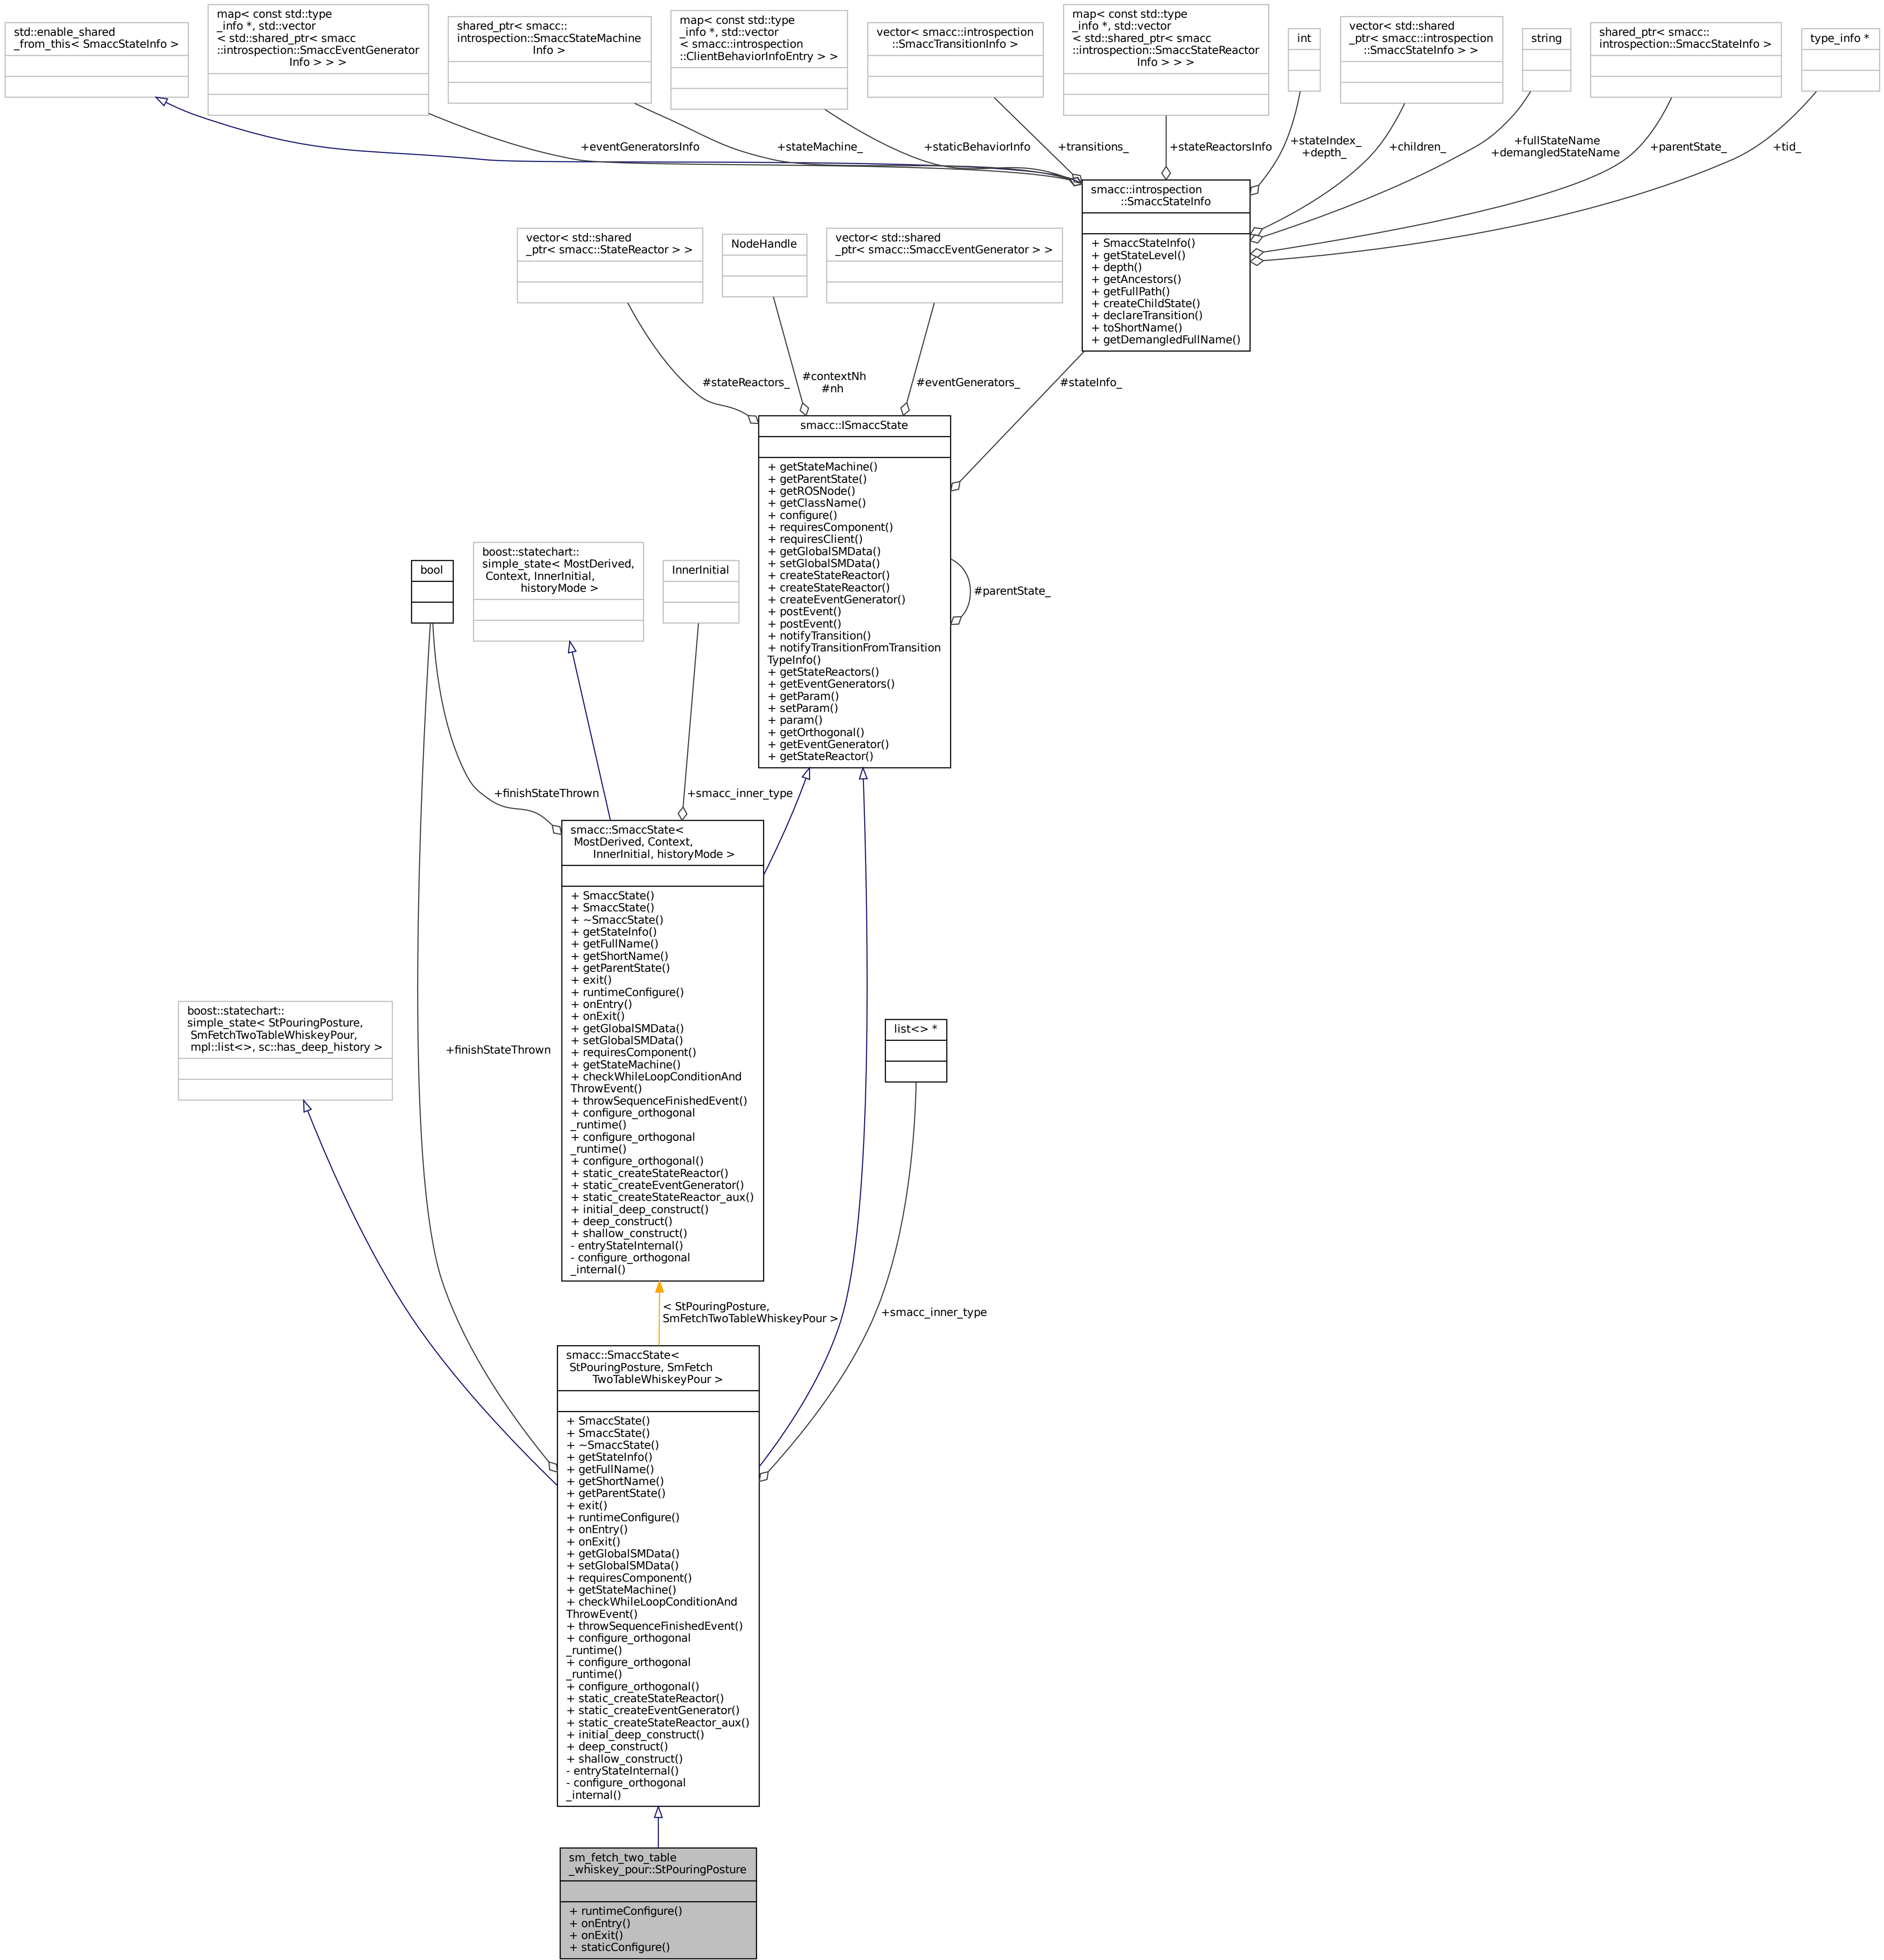 std::enable_shared
_from_this< SmaccStateInfo >
map< const std::type
_info *, std::vector
< std::shared_ptr< smacc
::introspection::SmaccEventGenerator
Info > > >
shared_ptr< smacc::
introspection::SmaccStateMachine
Info >
map< const std::type
_info *, std::vector
< smacc::introspection
::ClientBehaviorInfoEntry > >
vector< smacc::introspection
::SmaccTransitionInfo >
map< const std::type
_info *, std::vector
< std::shared_ptr< smacc
::introspection::SmaccStateReactor
Info > > >
int
vector< std::shared
_ptr< smacc::introspection
::SmaccStateInfo > >
string
shared_ptr< smacc::
introspection::SmaccStateInfo >
type_info *
+eventGeneratorsInfo
+stateMachine_
+staticBehaviorInfo
+transitions_
+stateReactorsInfo
+stateIndex_
+depth_
+children_
+fullStateName
+demangledStateName
+parentState_
+tid_
smacc::introspection
::SmaccStateInfo
+ SmaccStateInfo()
+ getStateLevel()
+ depth()
+ getAncestors()
+ getFullPath()
+ createChildState()
+ declareTransition()
+ toShortName()
+ getDemangledFullName()
vector< std::shared
_ptr< smacc::StateReactor > >
NodeHandle
vector< std::shared
_ptr< smacc::SmaccEventGenerator > >
#stateReactors_
#contextNh
#nh
#eventGenerators_
#stateInfo_
smacc::ISmaccState
+ getStateMachine()
+ getParentState()
+ getROSNode()
+ getClassName()
+ configure()
+ requiresComponent()
+ requiresClient()
+ getGlobalSMData()
+ setGlobalSMData()
+ createStateReactor()
+ createStateReactor()
+ createEventGenerator()
+ postEvent()
+ postEvent()
+ notifyTransition()
+ notifyTransitionFromTransition
TypeInfo()
+ getStateReactors()
+ getEventGenerators()
+ getParam()
+ setParam()
+ param()
+ getOrthogonal()
+ getEventGenerator()
+ getStateReactor()
#parentState_
bool
boost::statechart::
simple_state< MostDerived,
Context, InnerInitial,
historyMode >
InnerInitial
+finishStateThrown
+smacc_inner_type
smacc::SmaccState<
MostDerived, Context,
InnerInitial, historyMode >
+ SmaccState()
+ SmaccState()
+ ~SmaccState()
+ getStateInfo()
+ getFullName()
+ getShortName()
+ getParentState()
+ exit()
+ runtimeConfigure()
+ onEntry()
+ onExit()
+ getGlobalSMData()
+ setGlobalSMData()
+ requiresComponent()
+ getStateMachine()
+ checkWhileLoopConditionAnd
ThrowEvent()
+ throwSequenceFinishedEvent()
+ configure_orthogonal
_runtime()
+ configure_orthogonal
_runtime()
+ configure_orthogonal()
+ static_createStateReactor()
+ static_createEventGenerator()
+ static_createStateReactor_aux()
+ initial_deep_construct()
+ deep_construct()
+ shallow_construct()
- entryStateInternal()
- configure_orthogonal
_internal()
boost::statechart::
simple_state< StPouringPosture,
SmFetchTwoTableWhiskeyPour,
mpl::list<>, sc::has_deep_history >
+finishStateThrown
list<> *
< StPouringPosture,
SmFetchTwoTableWhiskeyPour >
+smacc_inner_type
smacc::SmaccState<
StPouringPosture, SmFetch
TwoTableWhiskeyPour >
+ SmaccState()
+ SmaccState()
+ ~SmaccState()
+ getStateInfo()
+ getFullName()
+ getShortName()
+ getParentState()
+ exit()
+ runtimeConfigure()
+ onEntry()
+ onExit()
+ getGlobalSMData()
+ setGlobalSMData()
+ requiresComponent()
+ getStateMachine()
+ checkWhileLoopConditionAnd
ThrowEvent()
+ throwSequenceFinishedEvent()
+ configure_orthogonal
_runtime()
+ configure_orthogonal
_runtime()
+ configure_orthogonal()
+ static_createStateReactor()
+ static_createEventGenerator()
+ static_createStateReactor_aux()
+ initial_deep_construct()
+ deep_construct()
+ shallow_construct()
- entryStateInternal()
- configure_orthogonal
_internal()
sm_fetch_two_table
_whiskey_pour::StPouringPosture
+ runtimeConfigure()
+ onEntry()
+ onExit()
+ staticConfigure()